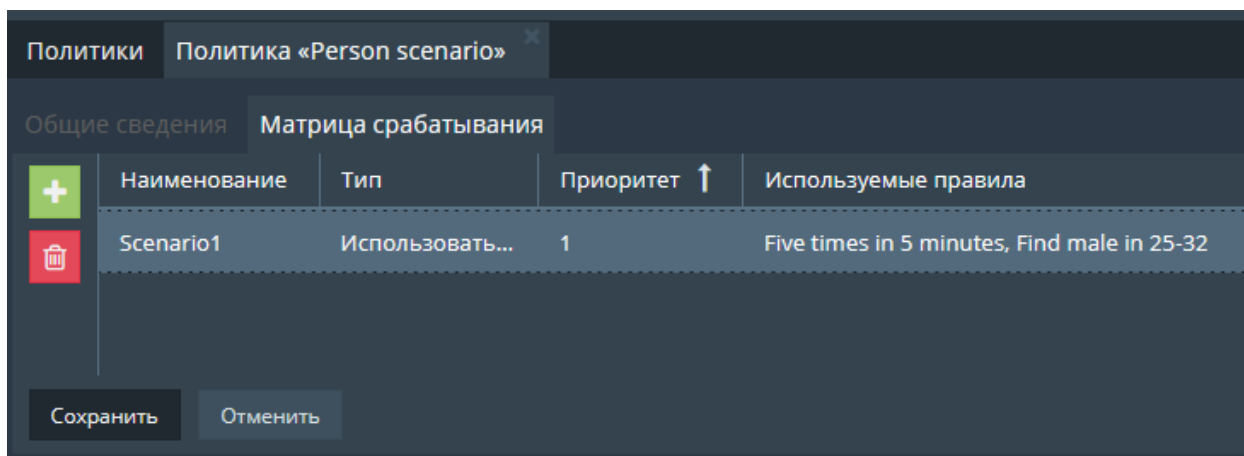 Политики Политика «Person scenario»
Общие сведения Матрица срабатывания
Наименование Тип Приоритет Используемые правила
Scenario1 Использовать... 1 Five times in 5 minutes, Find male in 25-32
Сохранить Отменить